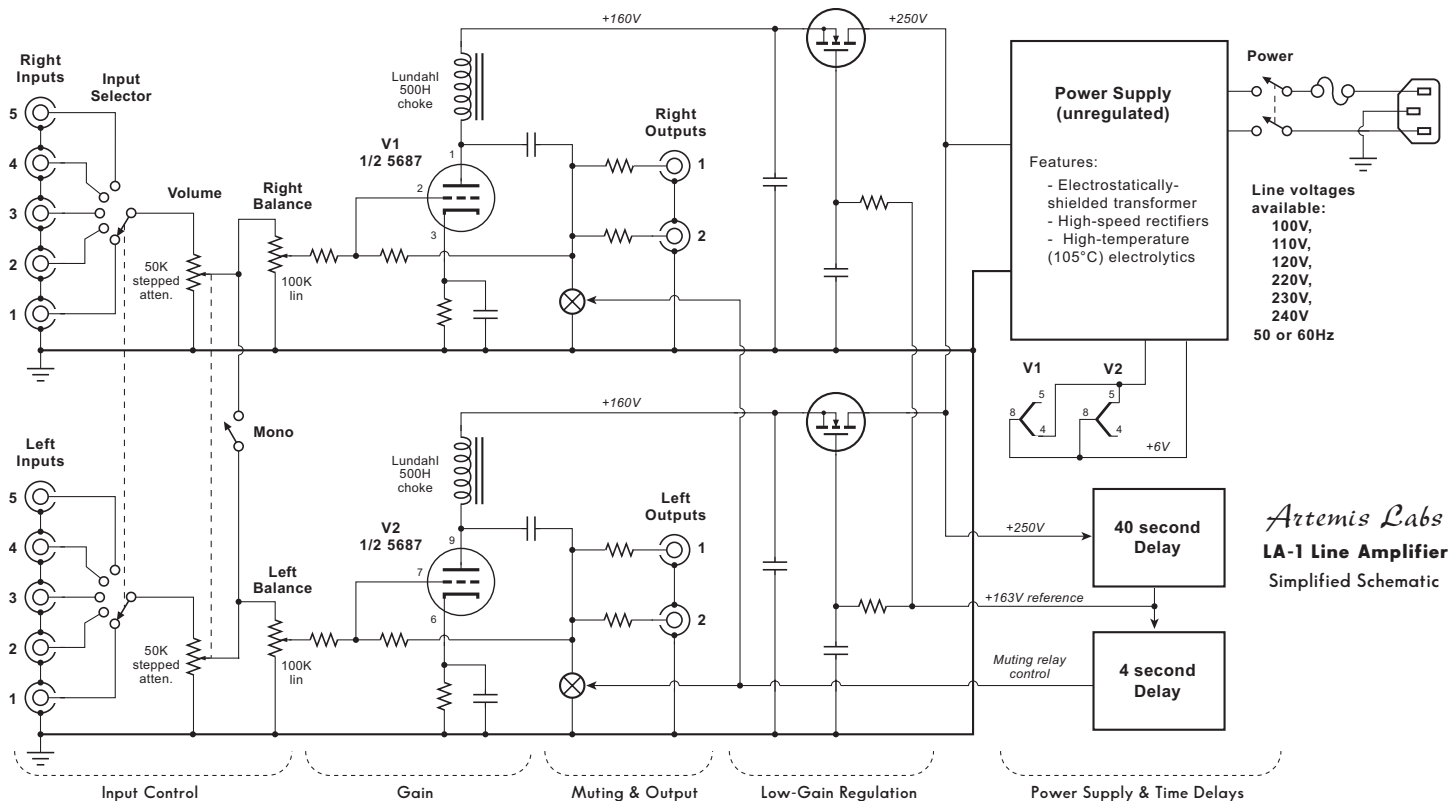 +160V
+250V
Right
Inputs
5
4
3
2
1
Input
Selector
Volume
50K
stepped
atten.
Right
Balance
100K
lin
Lundahl
500H
choke
V1
1/2 5687
1
2
3
Right
Outputs
1
2
Power Supply
(unregulated)
Features:
- Electrostatically-
shielded transformer
- High-speed rectifiers
- High-temperature
(105°C) electrolytics
Power
Line voltages
available:
100V,
110V,
120V,
220V,
230V,
240V
50 or 60Hz
V1
V2
5
8
4
5
8
4
+6V
Mono
+160V
Left
Inputs
5
4
3
2
1
50K
stepped
atten.
Left
Balance
100K
lin
Lundahl
500H
choke
V2
1/2 5687
9
7
6
Left
Outputs
1
2
+250V
40 second
Delay
+163V reference
Muting relay
control
4 second
Delay
Artemis Labs
LA-1 Line Amplifier
Simplified Schematic
Input Control
Gain
Muting & Output
Low-Gain Regulation
Power Supply & Time Delays